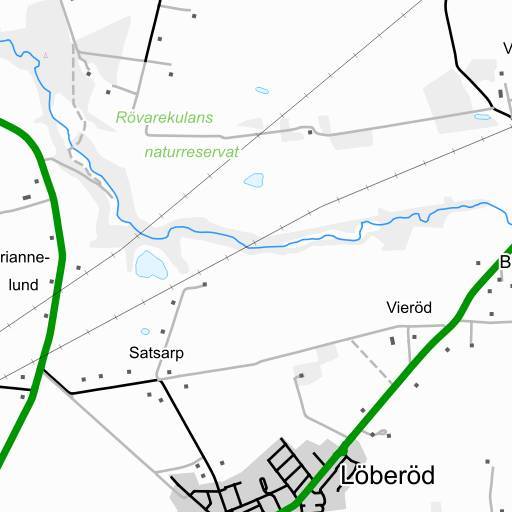 V
Rövarekulans
naturreservat
rianne-
lund
B
Vieröd
Satsarp
Löberöd